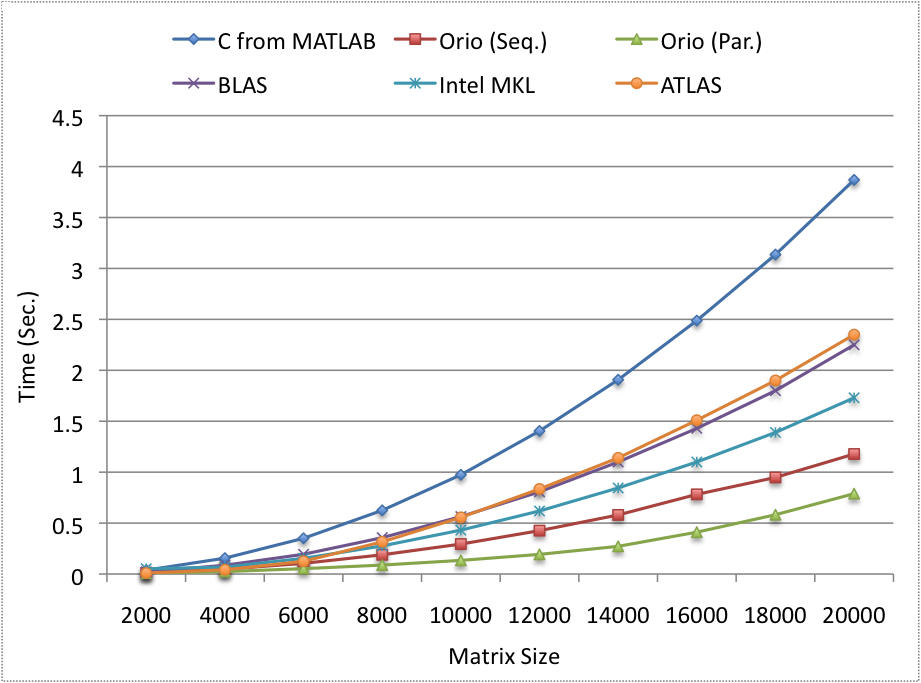 C from MATLAB Orio (Seq.) Orio (Par.)
BLAS Intel MKL ATLAS
4.5
4
3.5
3
2.5
2
1.5
1
0.5
0
Time (Sec.)
2000 4000 6000 8000 10000 12000 14000 16000 18000 20000
Matrix Size